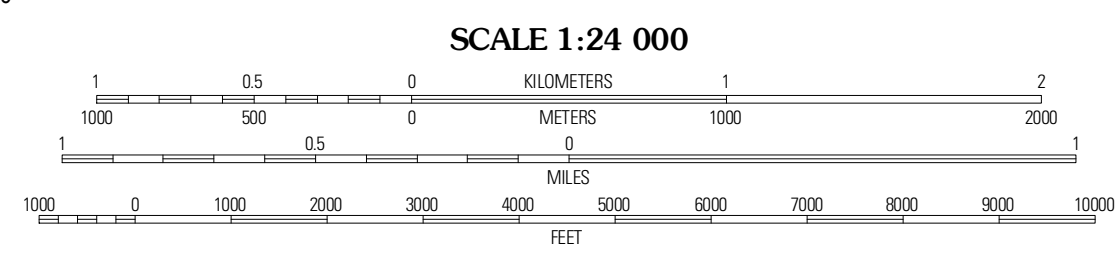 SCALE 1:24 000
1 0.5 0 KILOMETERS 1 2
1000 500 0 METERS 1000 2000
1 0.5 0 1
MILES
1000 0 1000 2000 3000 4000 5000 6000 7000 8000 9000 10000
FEET